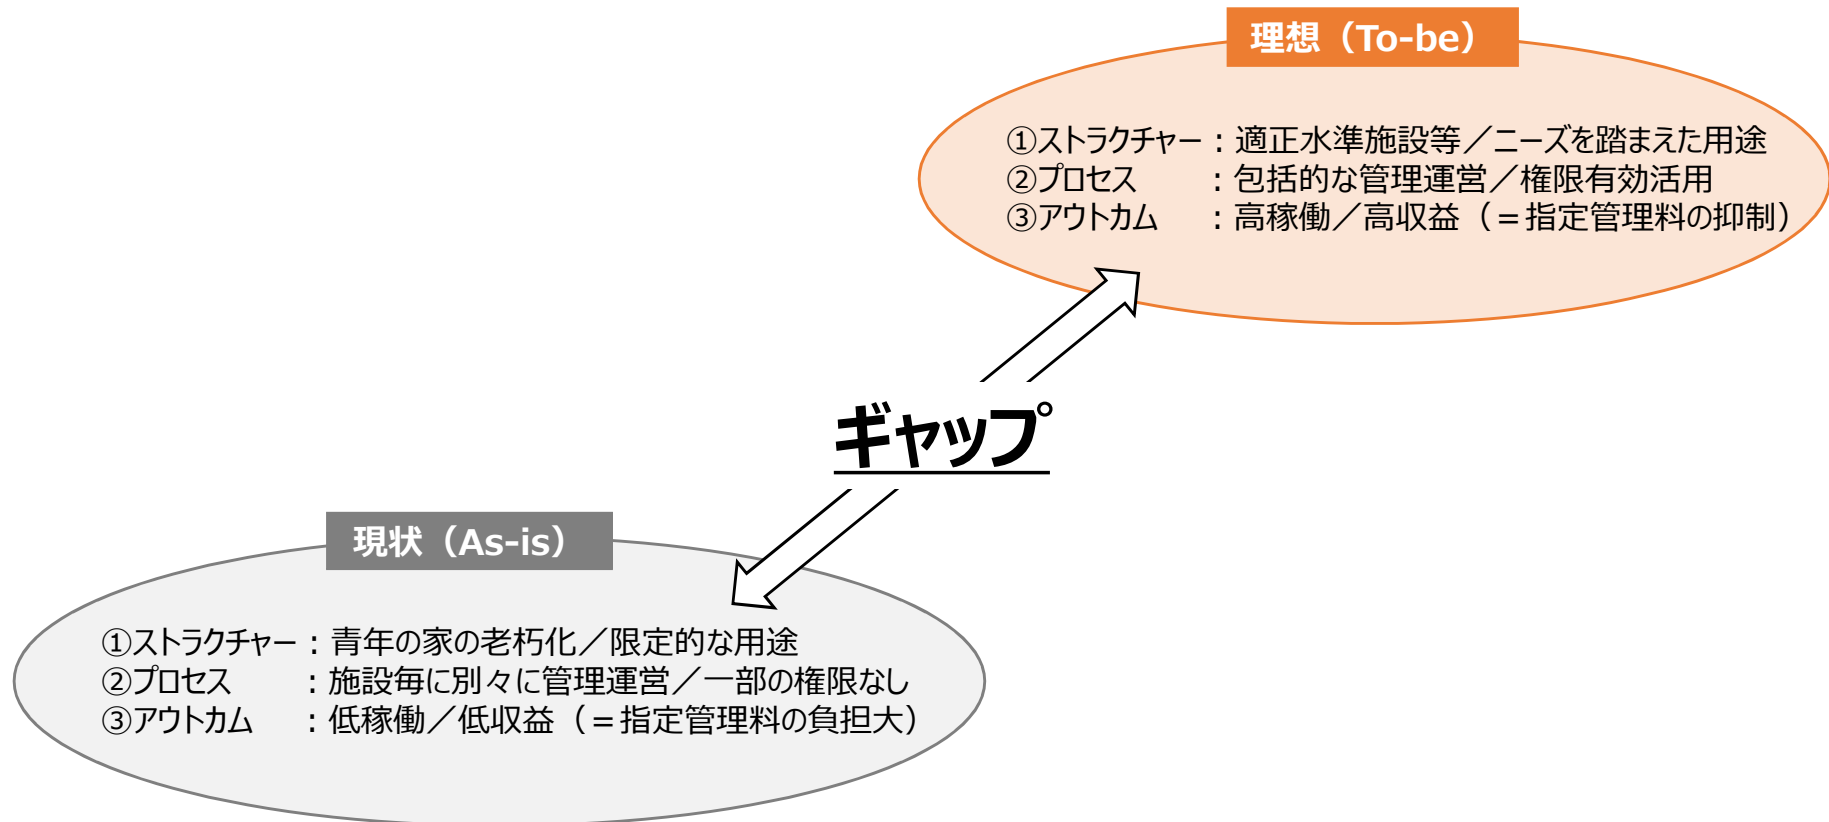 理想（To-be）
①ストラクチャー：適正水準施設等／ニーズを踏まえた用途
②プロセス　　：包括的な管理運営／権限有効活用
③アウトカム　：高稼働／高収益（＝指定管理料の抑制）
ギャップ
現状（As-is）
①ストラクチャー：青年の家の老朽化／限定的な用途
②プロセス　　：施設毎に別々に管理運営／一部の権限なし
③アウトカム　：低稼働／低収益（＝指定管理料の負担大）